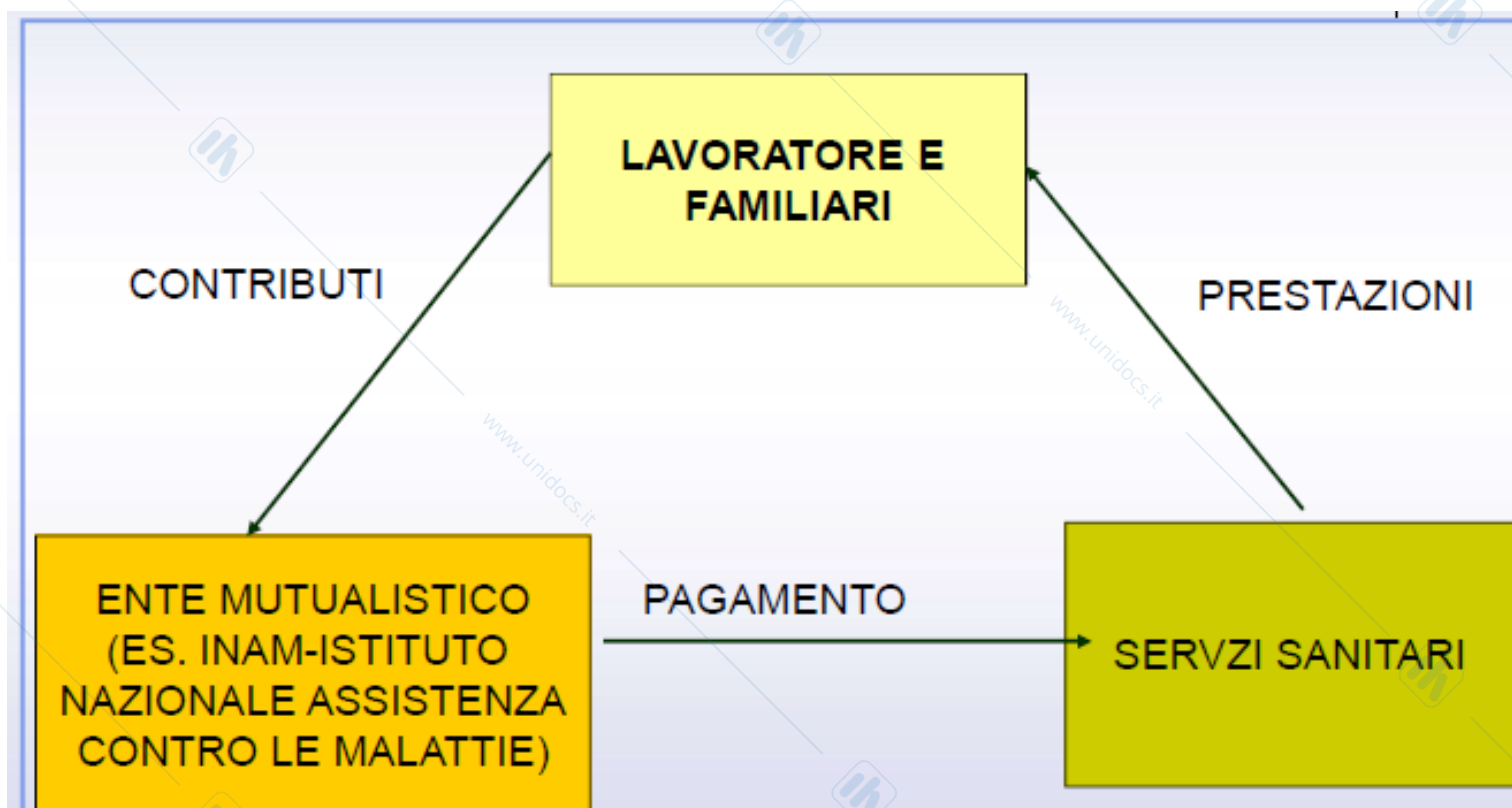 LAVORATORE E
FAMILIARI
CONTRIBUTI
PRESTAZIONI
www.unidocs.it
www.unidocs.it
ENTE MUTUALISTICO
(ES. INAM-ISTITUTO
NAZIONALE ASSISTENZA
CONTRO LE MALATTIE)
PAGAMENTO
SERVZI SANITARI